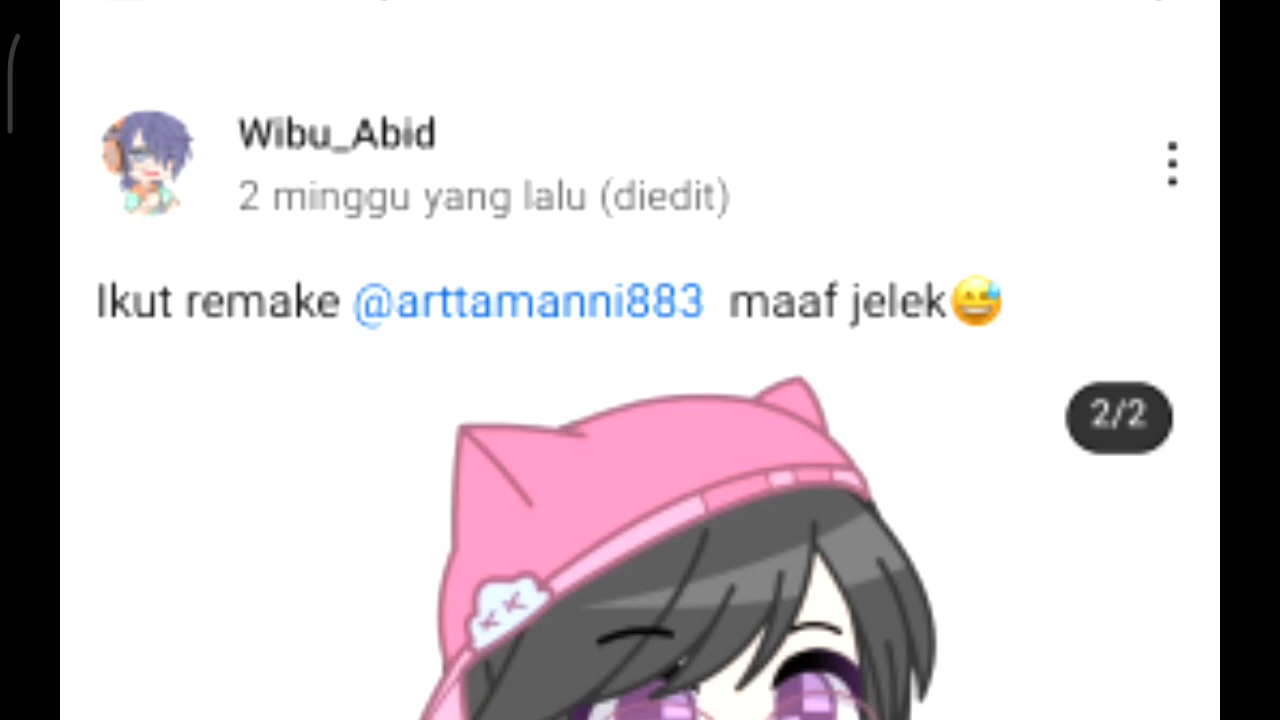 Wibu_Abid
2 minggu yang lalu (diedit)
Ikut remake @arttamanni883 maaf jelek😅
2/2